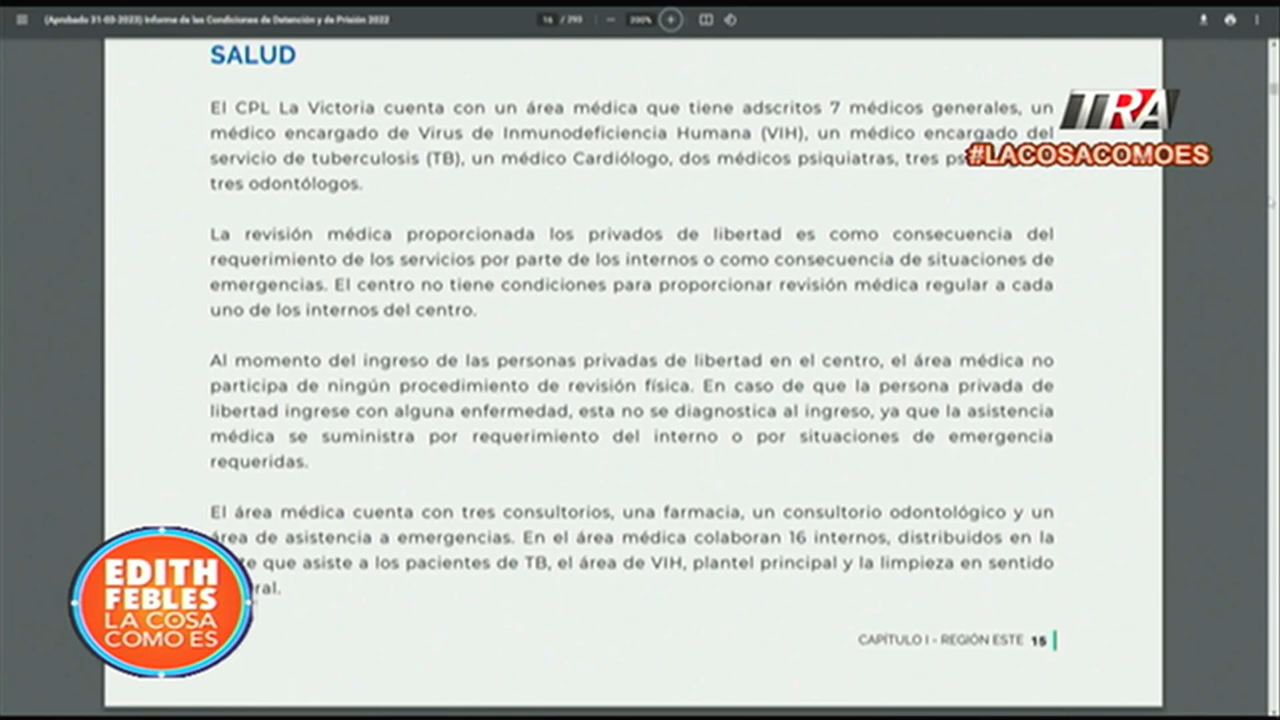 (Aprobado 31-03-2023) Informe de las Condiciones de Detención y de Prisión 2022
16 / 293
200%
SALUD
TRA
#LACOSACOMOES
El CPL La Victoria cuenta con un área médica que tiene adscritos 7 médicos generales, un
médico encargado de Virus de Inmunodeficiencia Humana (VIH), un médico encargado del
servicio de tuberculosis (TB), un médico Cardiólogo, dos médicos psiquiatras, tres
tres odontólogos.
La revisión médica proporcionada los privados de libertad es como consecuencia del
requerimiento de los servicios por parte de los internos o como consecuencia de situaciones de
emergencias. El centro no tiene condiciones para proporcionar revisión médica regular a cada
uno de los internos del centro.
Al momento del ingreso de las personas privadas de libertad en el centro, el área médica no
participa de ningún procedimiento de revisión física. En caso de que la persona privada de
libertad ingrese con alguna enfermedad, esta no se diagnostica al ingreso, ya que la asistencia
médica se suministra por requerimiento del interno o por situaciones de emergencia
requeridas.
El área médica cuenta con tres consultorios, una farmacia, un consultorio odontológico y un
área de asistencia a emergencias. En el área médica colaboran 16 internos, distribuidos en la
que asiste a los pacientes de TB, el área de VIH, plantel principal y la limpieza en sentido
EDITH
FEBLES
LA COSA
COMO ES
CAPÍTULO I - REGIÓN ESTE 15